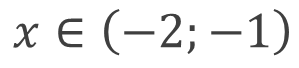 x ∈ (−2; −1)